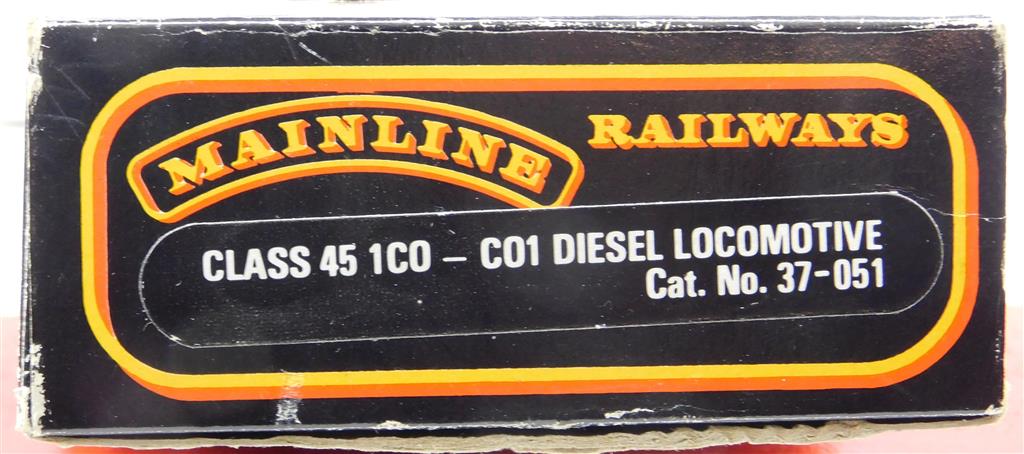 MAINLINE RAILWAYS
CLASS 45 1CO – CO1 DIESEL LOCOMOTIVE
Cat. No. 37-051